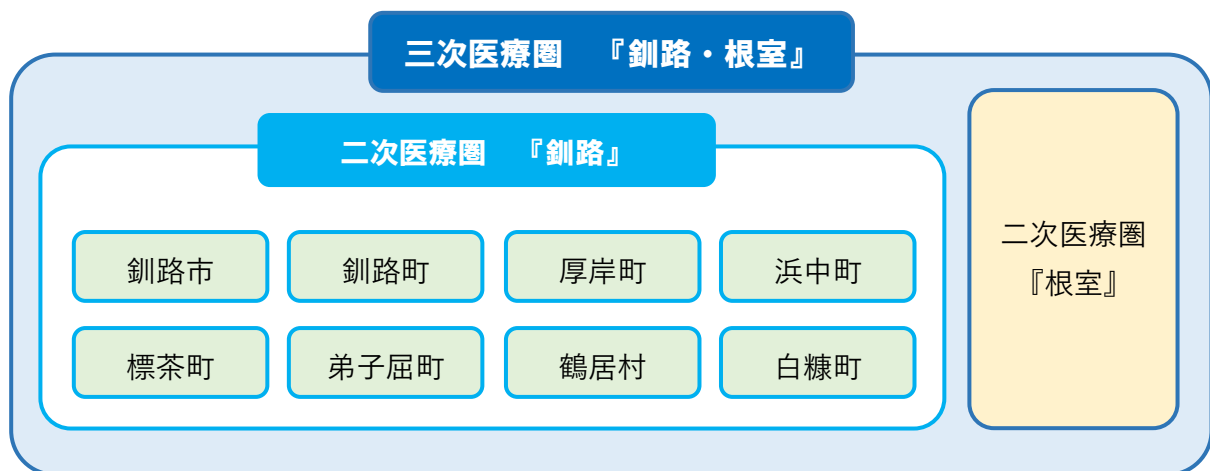 三次医療圏　『釧路・根室』
二次医療圏　『釧路』
釧路市
釧路町
厚岸町
浜中町
標茶町
弟子屈町
鶴居村
白糠町
二次医療圏
『根室』